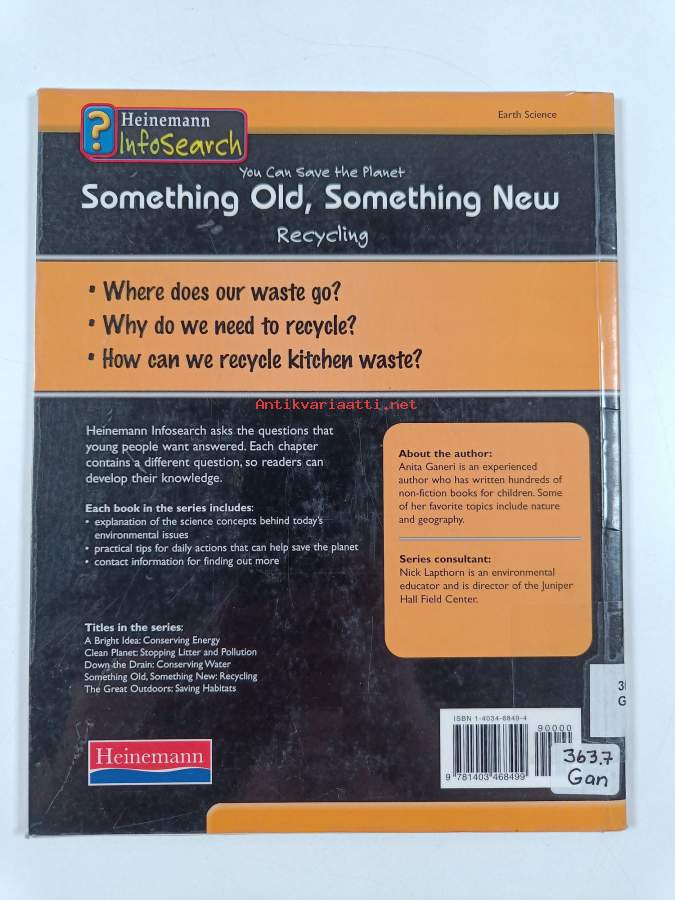 Earth Science
?
Heinemann
InfoSearch
You Can Save the Planet
Something Old, Something New
Recycling
• Where does our waste go?
• Why do we need to recycle?
• How can we recycle kitchen waste?
Antikvariaatti.net
Heinemann Infosearch asks the questions that
young people want answered. Each chapter
contains a different question, so readers can
develop their knowledge.
Each book in the series includes:
• explanation of the science concepts behind today's
environmental issues
• practical tips for daily actions that can help save the planet
• contact information for finding out more
Titles in the series:
A Bright Idea: Conserving Energy
Clean Planet: Stopping Litter and Pollution
Down the Drain: Conserving Water
Something Old, Something New: Recycling
The Great Outdoors: Saving Habitats
Heinemann
About the author:
Anita Ganeri is an experienced
author who has written hundreds of
non-fiction books for children. Some
of her favorite topics include nature
and geography.
Series consultant:
Nick Lapthorn is an environmental
educator and is director of the Juniper
Hall Field Center.
ISBN 1-4034-6849-4
90000
9 781403 468499
363.7
Gan